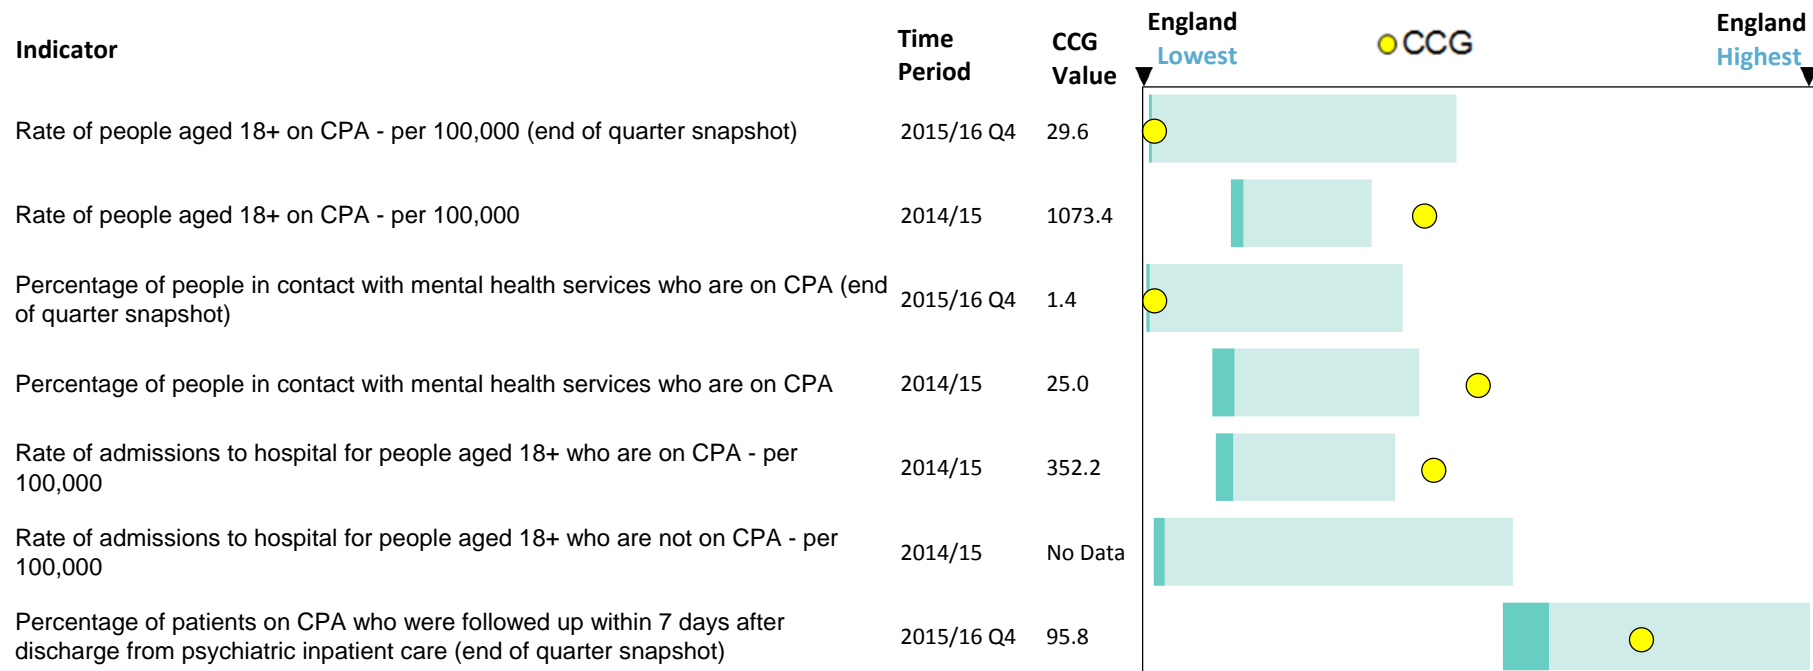 Indicator
Time Period
CCG Value
England Lowest
CCG
England Highest
Rate of people aged 18+ on CPA - per 100,000 (end of quarter snapshot) 2015/16 Q4 29.6
Rate of people aged 18+ on CPA - per 100,000 2014/15 1073.4
Percentage of people in contact with mental health services who are on CPA (end
of quarter snapshot) 2015/16 Q4 1.4
Percentage of people in contact with mental health services who are on CPA 2014/15 25.0
Rate of admissions to hospital for people aged 18+ who are on CPA - per
100,000 2014/15 352.2
Rate of admissions to hospital for people aged 18+ who are not on CPA - per
100,000 2014/15 No Data
Percentage of patients on CPA who were followed up within 7 days after
discharge from psychiatric inpatient care (end of quarter snapshot) 2015/16 Q4 95.8